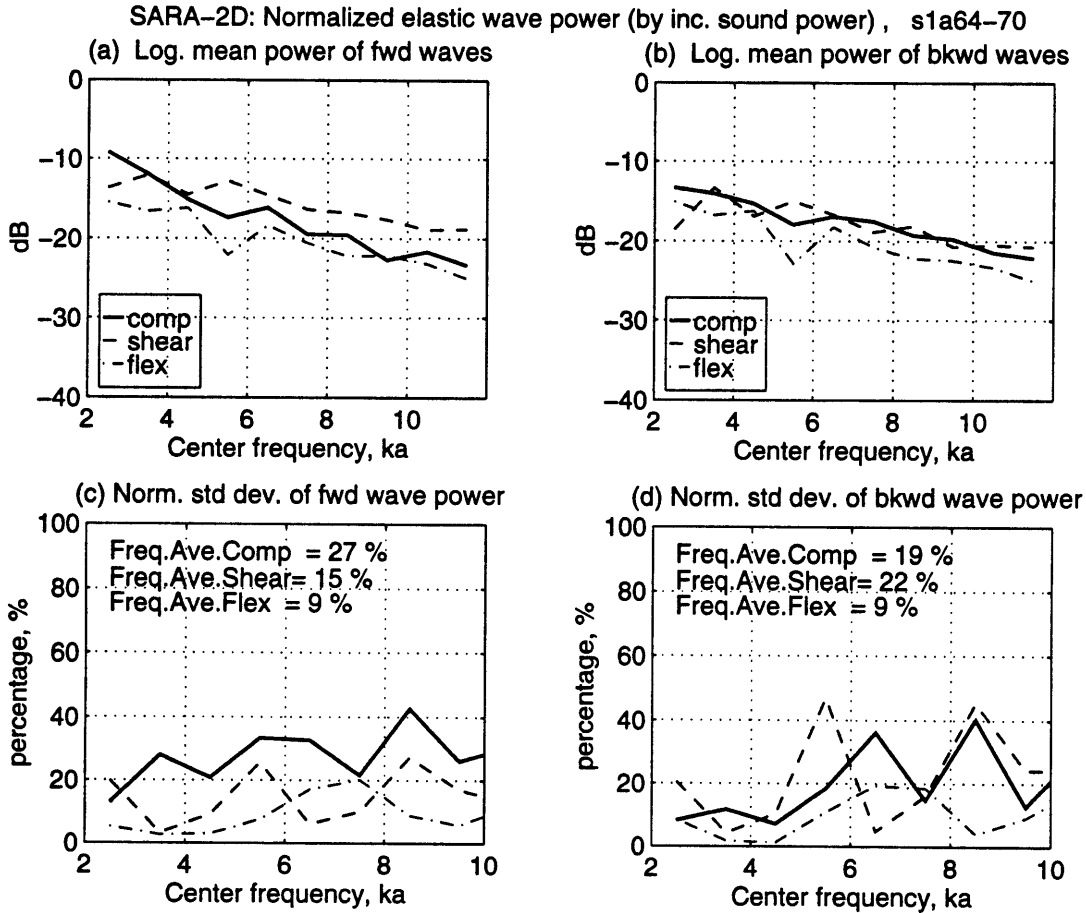 SARA-2D: Normalized elastic wave power (by inc. sound power) , s1a64-70
(a) Log. mean power of fwd waves
0
-10
-20
-30
-40
dB
comp
shear
flex
2 4 6 8 10
Center frequency, ka
(b) Log. mean power of bkwd waves
0
-10
-20
-30
-40
dB
comp
shear
flex
2 4 6 8 10
Center frequency, ka
(c) Norm. std dev. of fwd wave power
100
80
60
40
20
0
percentage, %
Freq.Ave.Comp = 27 %
Freq.Ave.Shear= 15 %
Freq.Ave.Flex = 9 %
2 4 6 8 10
Center frequency, ka
(d) Norm. std dev. of bkwd wave power
100
80
60
40
20
0
percentage, %
Freq.Ave.Comp = 19 %
Freq.Ave.Shear= 22 %
Freq.Ave.Flex = 9 %
2 4 6 8 10
Center frequency, ka